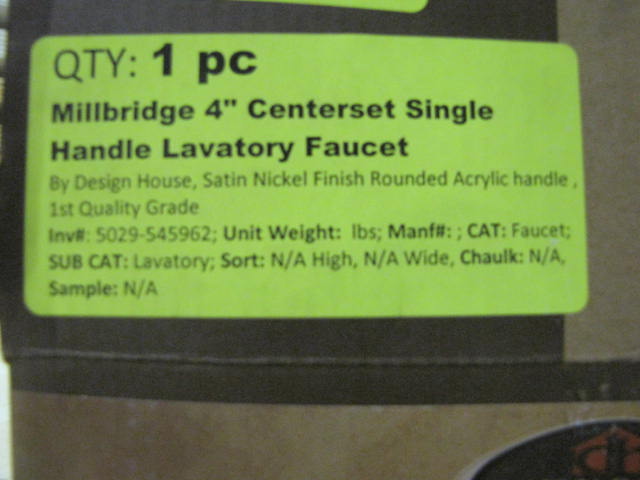 QTY: 1 pc
Millbridge 4" Centerset Single
Handle Lavatory Faucet
By Design House, Satin Nickel Finish Rounded Acrylic handle ,
1st Quality Grade
Inv#: 5029-545962; Unit Weight: lbs; Manf#: ; CAT: Faucet;
SUB CAT: Lavatory; Sort: N/A High, N/A Wide, Chaulk: N/A,
Sample: N/A